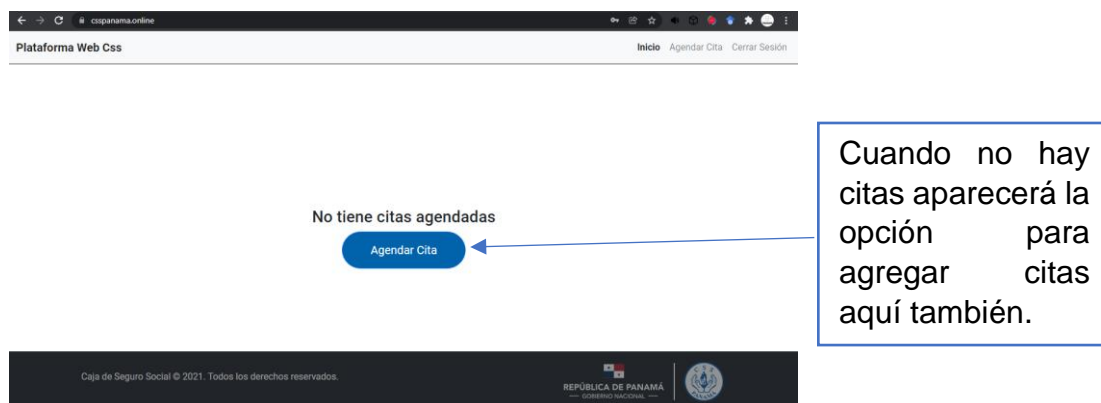 csspanama.online
Plataforma Web Css
Inicio Agendar Cita Cerrar Sesión
No tiene citas agendadas
Agendar Cita
Cuando no hay
citas aparecerá la
opción para
agregar citas
aquí también.
Caja de Seguro Social © 2021. Todos los derechos reservados.
REPÚBLICA DE PANAMÁ
— GOBIERNO NACIONAL —